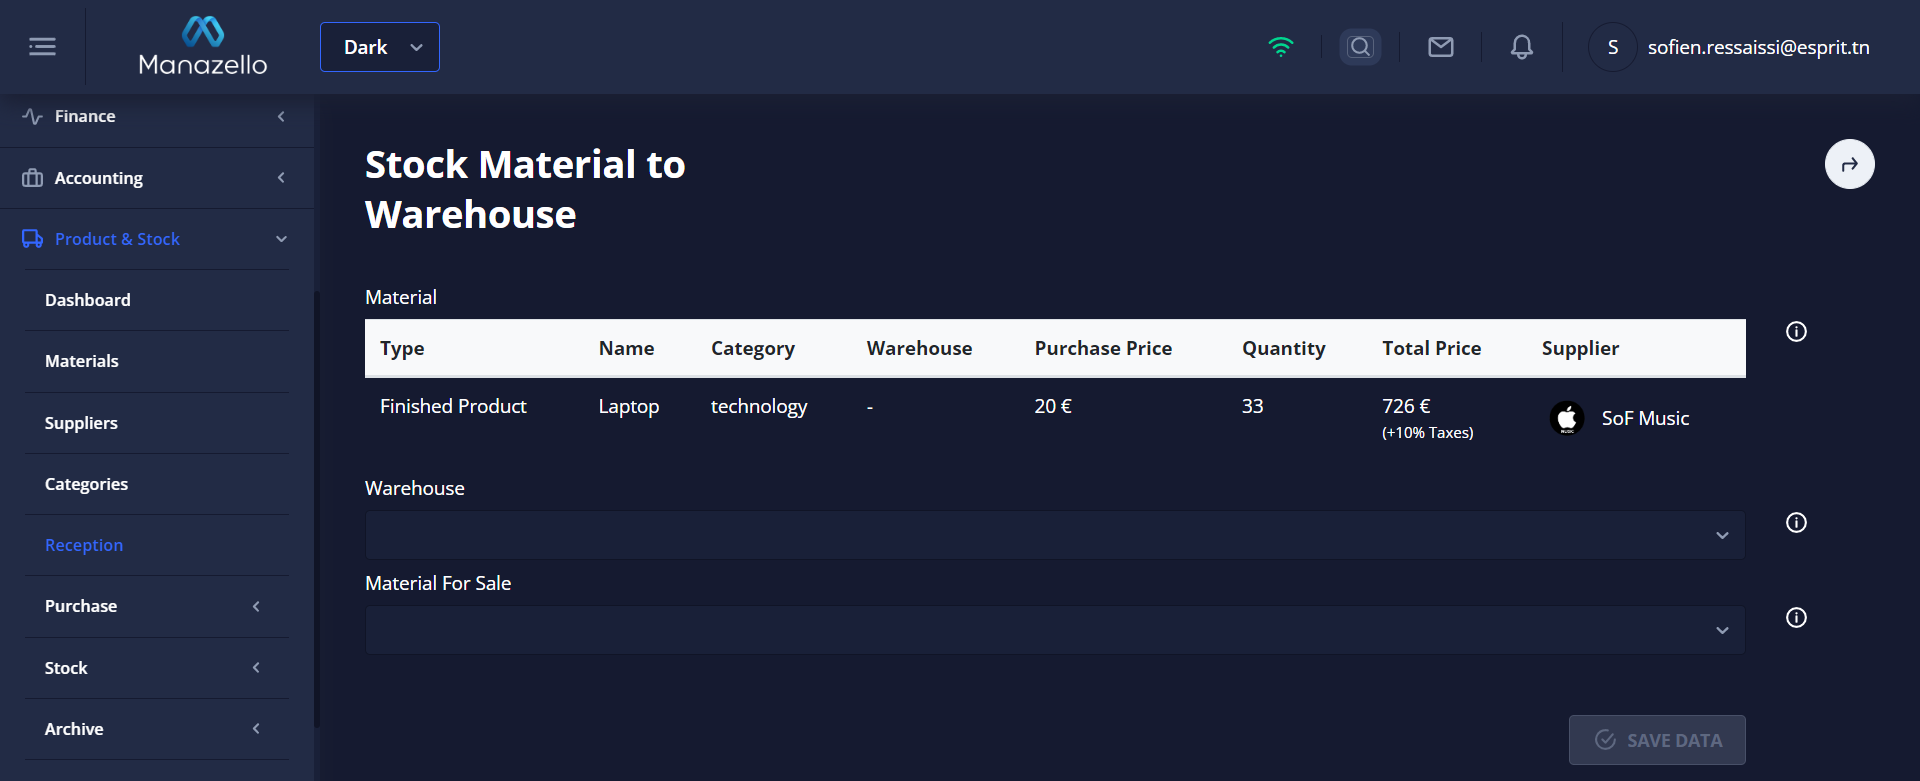 Manazello
Dark
S
sofien.ressaissi@esprit.tn
Finance
Accounting
Product & Stock
Dashboard
Materials
Suppliers
Categories
Reception
Purchase
Stock
Archive
Stock Material to
Warehouse
Material
Type Name Category Warehouse Purchase Price Quantity Total Price Supplier
Finished Product Laptop technology - 20 € 33 726 € SoF Music
(+10% Taxes)
Warehouse
Material For Sale
SAVE DATA